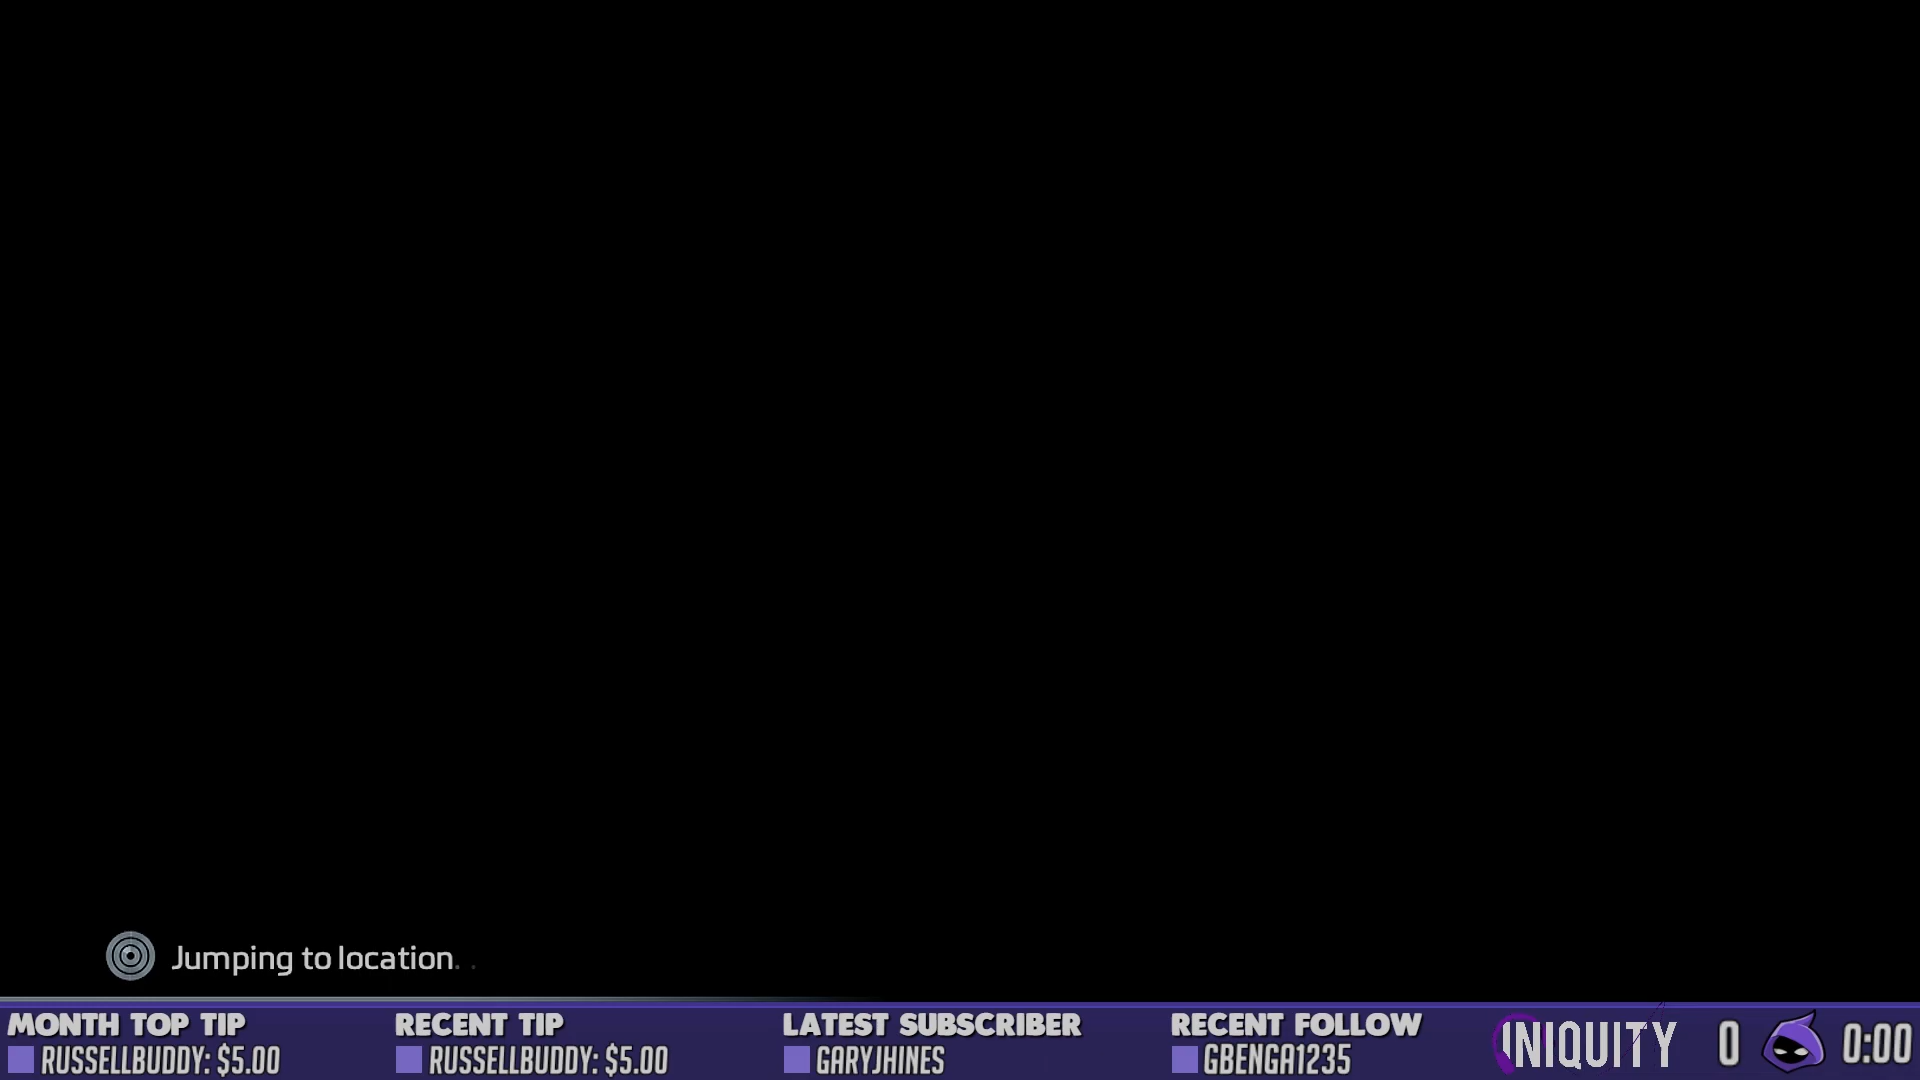 Jumping to location. .
MONTH TOP TIP
RUSSELLBUDDY: $5.00
RECENT TIP
RUSSELLBUDDY: $5.00
LATEST SUBSCRIBER
GARYJHINES
RECENT FOLLOW
GBENGA1235
INIQUITY
0
0:00